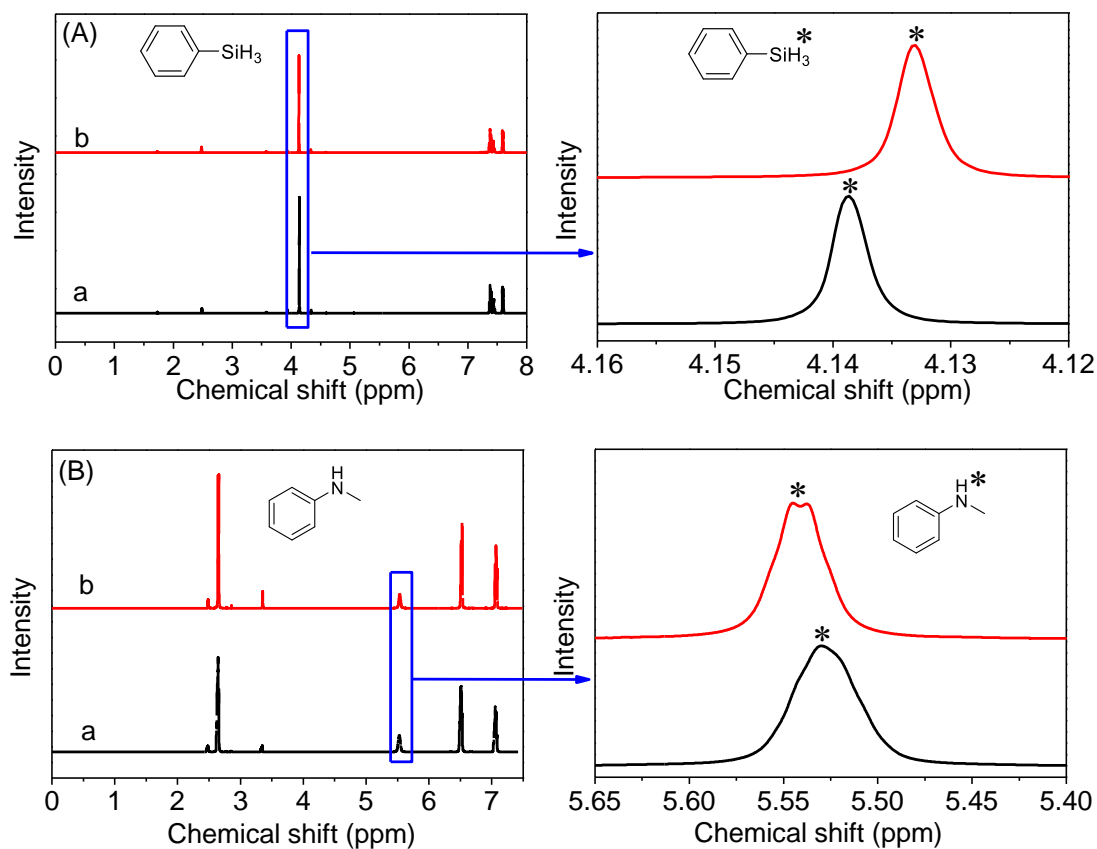 (A)
SiH3
b
a
Intensity
0 1 2 3 4 5 6 7 8
Chemical shift (ppm)
SiH3*
*
*
Intensity
4.16 4.15 4.14 4.13 4.12
Chemical shift (ppm)
(B)
H
N
b
a
Intensity
0 1 2 3 4 5 6 7
Chemical shift (ppm)
*
H*
N
*
Intensity
5.65 5.60 5.55 5.50 5.45 5.40
Chemical shift (ppm)